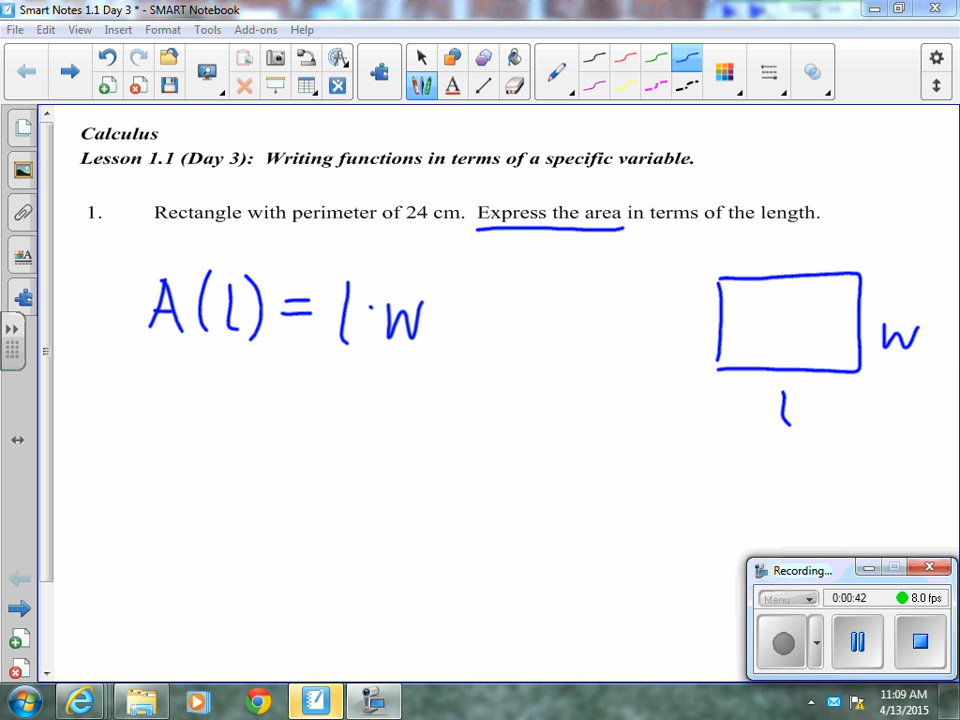 Smart Notes 1.1 Day 3 * - SMART Notebook
File Edit View Insert Format Tools Add-ons Help
Calculus
Lesson 1.1 (Day 3): Writing functions in terms of a specific variable.
1. Rectangle with perimeter of 24 cm. Express the area in terms of the length.
A(l) = l · w
w
l
Recording...
Menu 0:00:42 8.0 fps
11:09 AM
4/13/2015